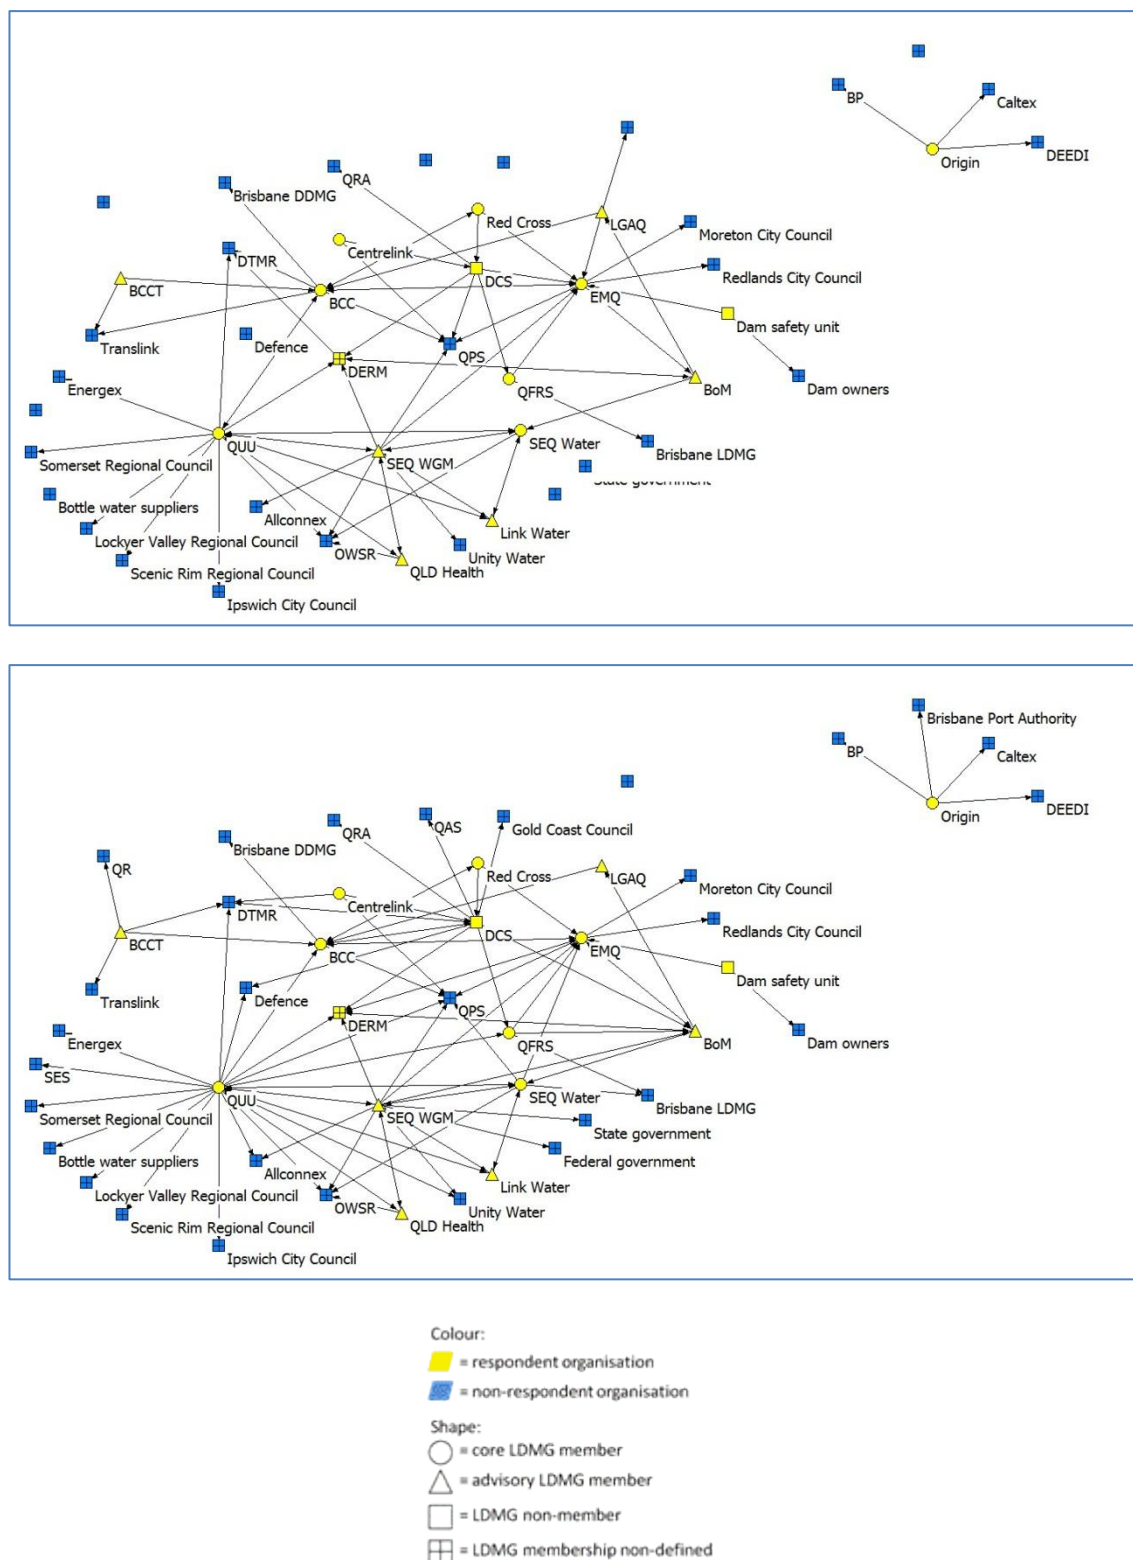 BP
Caltex
Origin
DEEDI
QRA
Brisbane DDMG
Red Cross
LGAQ
Moreton City Council
Centrelink
DTMR
Redlands City Council
BCCT
DCS
EMQ
BCC
Dam safety unit
Translink
Defence
QPS
DERM
Energex
QFRS
BoM
Dam owners
QUU
SEQ Water
Brisbane LDMG
Somerset Regional Council
SEQ WGM
State government
Bottle water suppliers
Allconnex
Link Water
Lockyer Valley Regional Council
OWSR
Unity Water
Scenic Rim Regional Council
QLD Health
Ipswich City Council
Brisbane Port Authority
BP
Caltex
Origin
DEEDI
QRA
QAS
Gold Coast Council
Brisbane DDMG
QR
Red Cross
LGAQ
Moreton City Council
Centrelink
DTMR
Redlands City Council
BCCT
DCS
EMQ
BCC
Dam safety unit
Translink
Defence
QPS
DERM
Energex
QFRS
BoM
Dam owners
SES
QUU
SEQ Water
Brisbane LDMG
Somerset Regional Council
SEQ WGM
State government
Bottle water suppliers
Federal government
Allconnex
Link Water
Lockyer Valley Regional Council
OWSR
Unity Water
Scenic Rim Regional Council
QLD Health
Ipswich City Council
Colour:
= respondent organisation
= non-respondent organisation
Shape:
= core LDMG member
= advisory LDMG member
= LDMG non-member
= LDMG membership non-defined